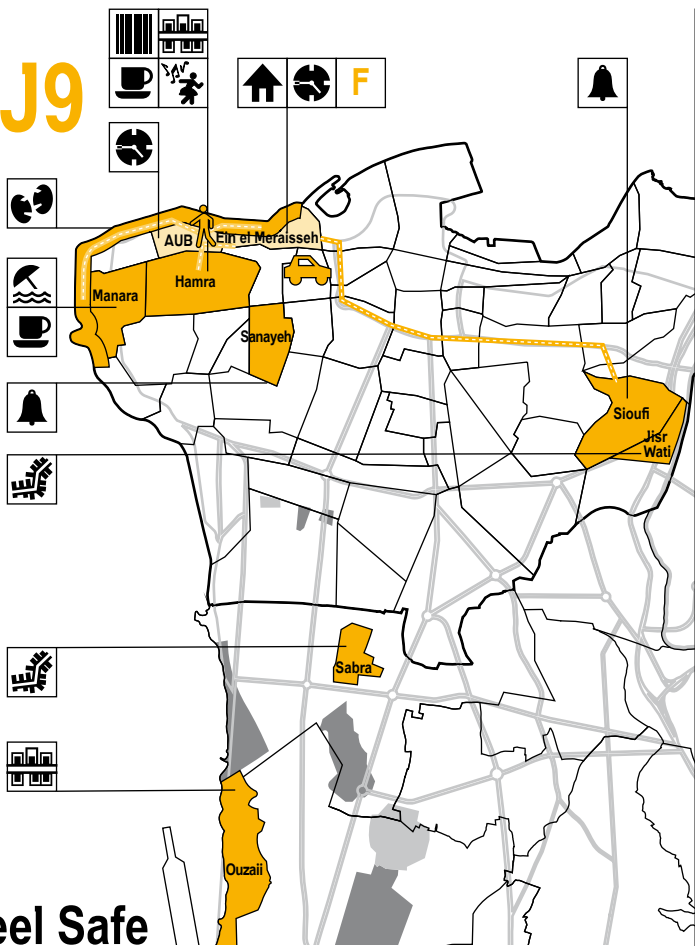 J9
F
AUB
Ein el Meraisseh
Manara
Hamra
Sanayeh
Sioufi
Jisr
Wati
Sabra
Ouzaii
eel Safe